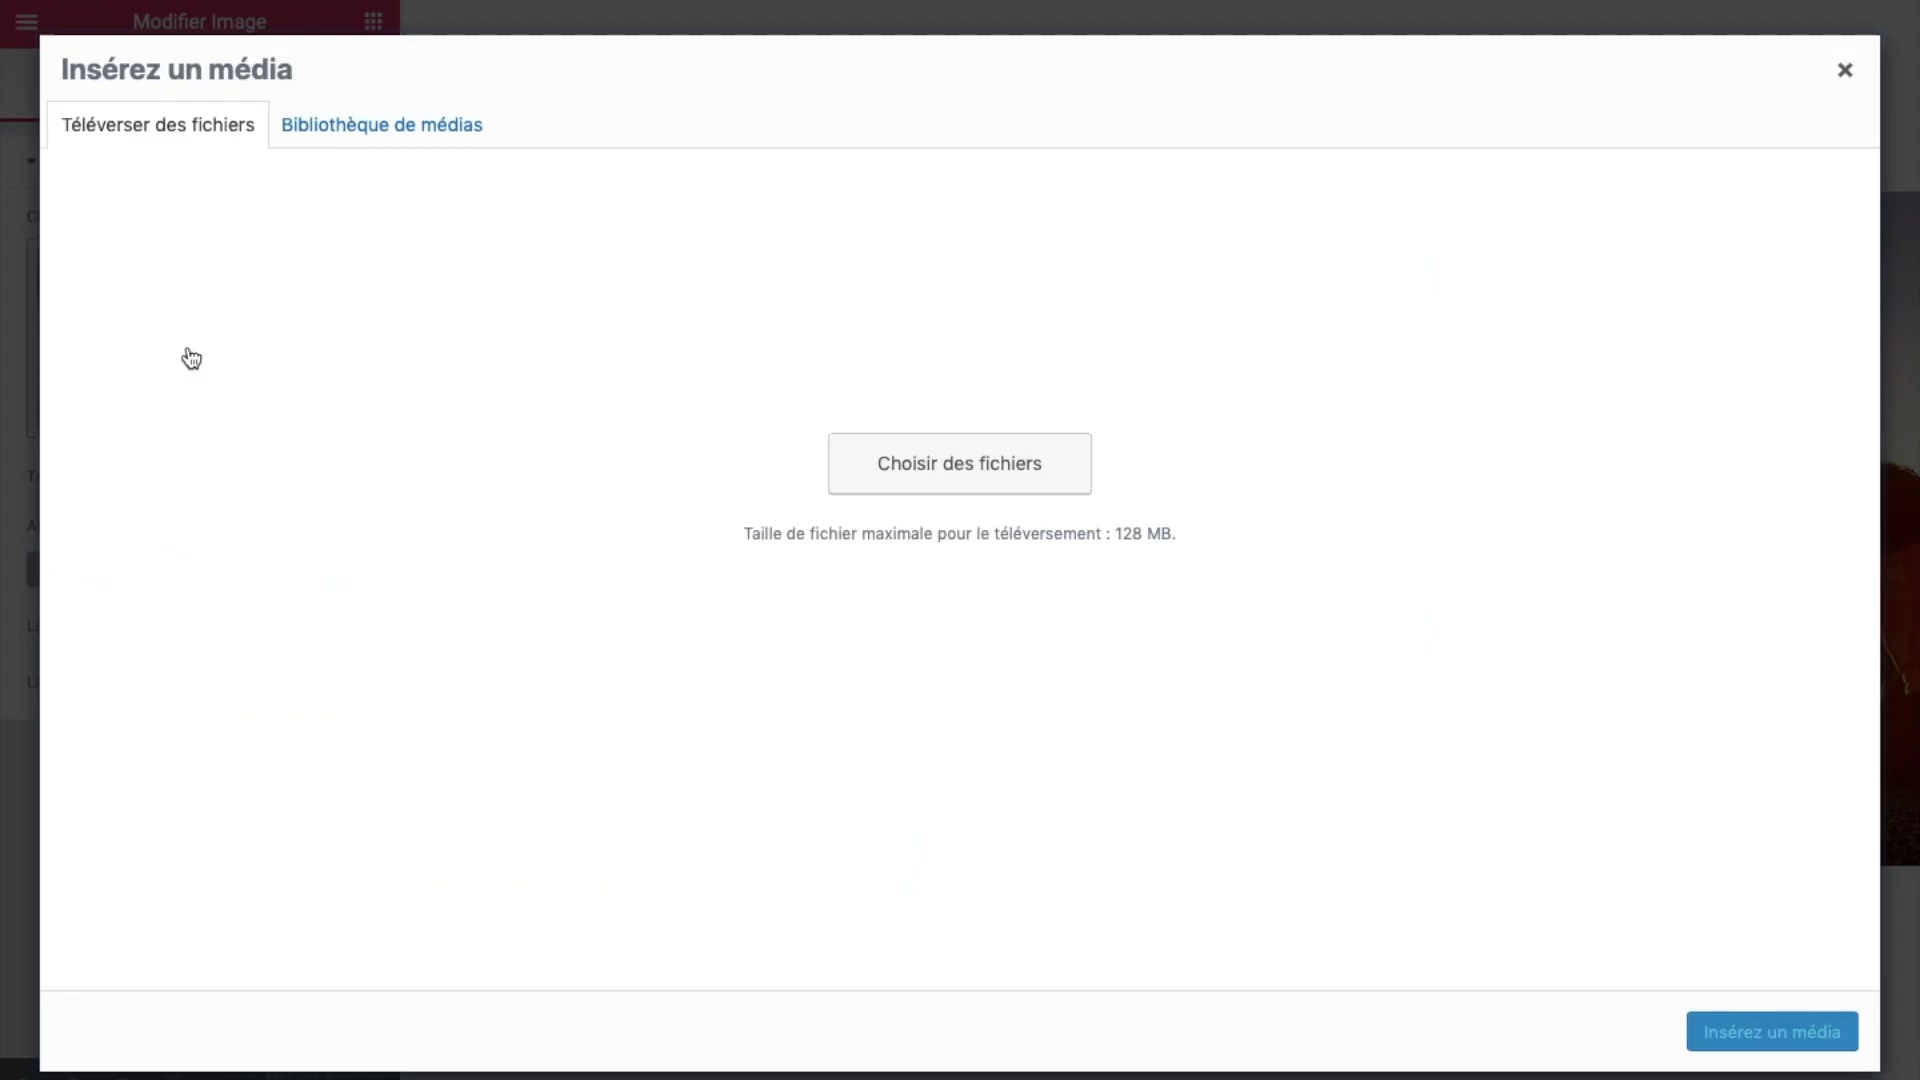 Modifier Image
Insérez un média
Téléverser des fichiers
Bibliothèque de médias
Choisir des fichiers
Taille de fichier maximale pour le téléversement : 128 MB.
Insérez un média